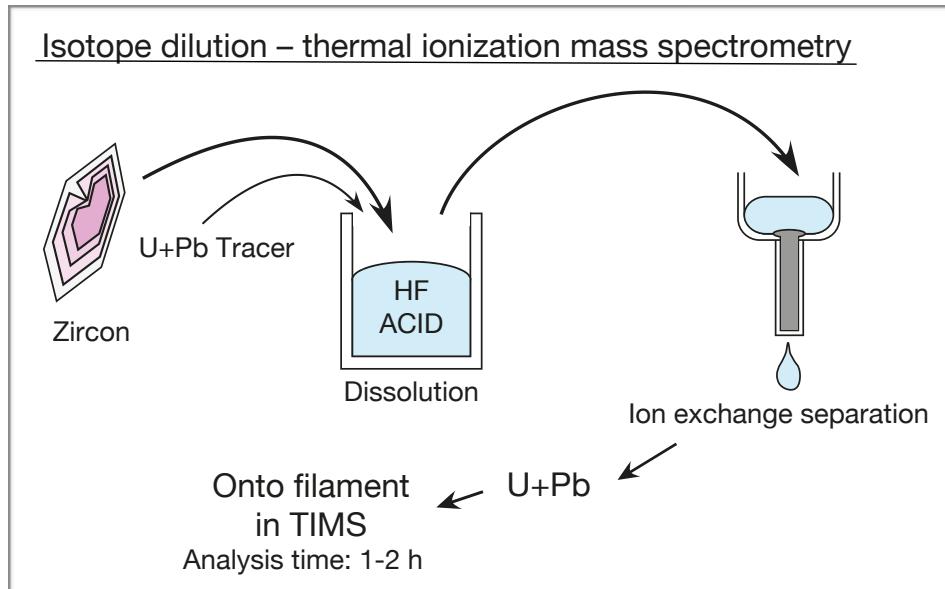 Isotope dilution – thermal ionization mass spectrometry
U+Pb Tracer
Zircon
HF
ACID
Dissolution
Ion exchange separation
U+Pb
Onto filament
in TIMS
Analysis time: 1-2 h